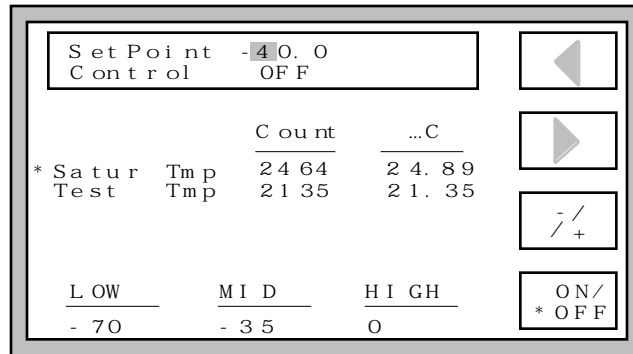 SetPoint -40.0
Control OFF
Count ...C
* Satur Tmp 2464 24.89
Test Tmp 2135 21.35
-/
/+
LOW MID HIGH
-70 -35 0
ON/
* OFF